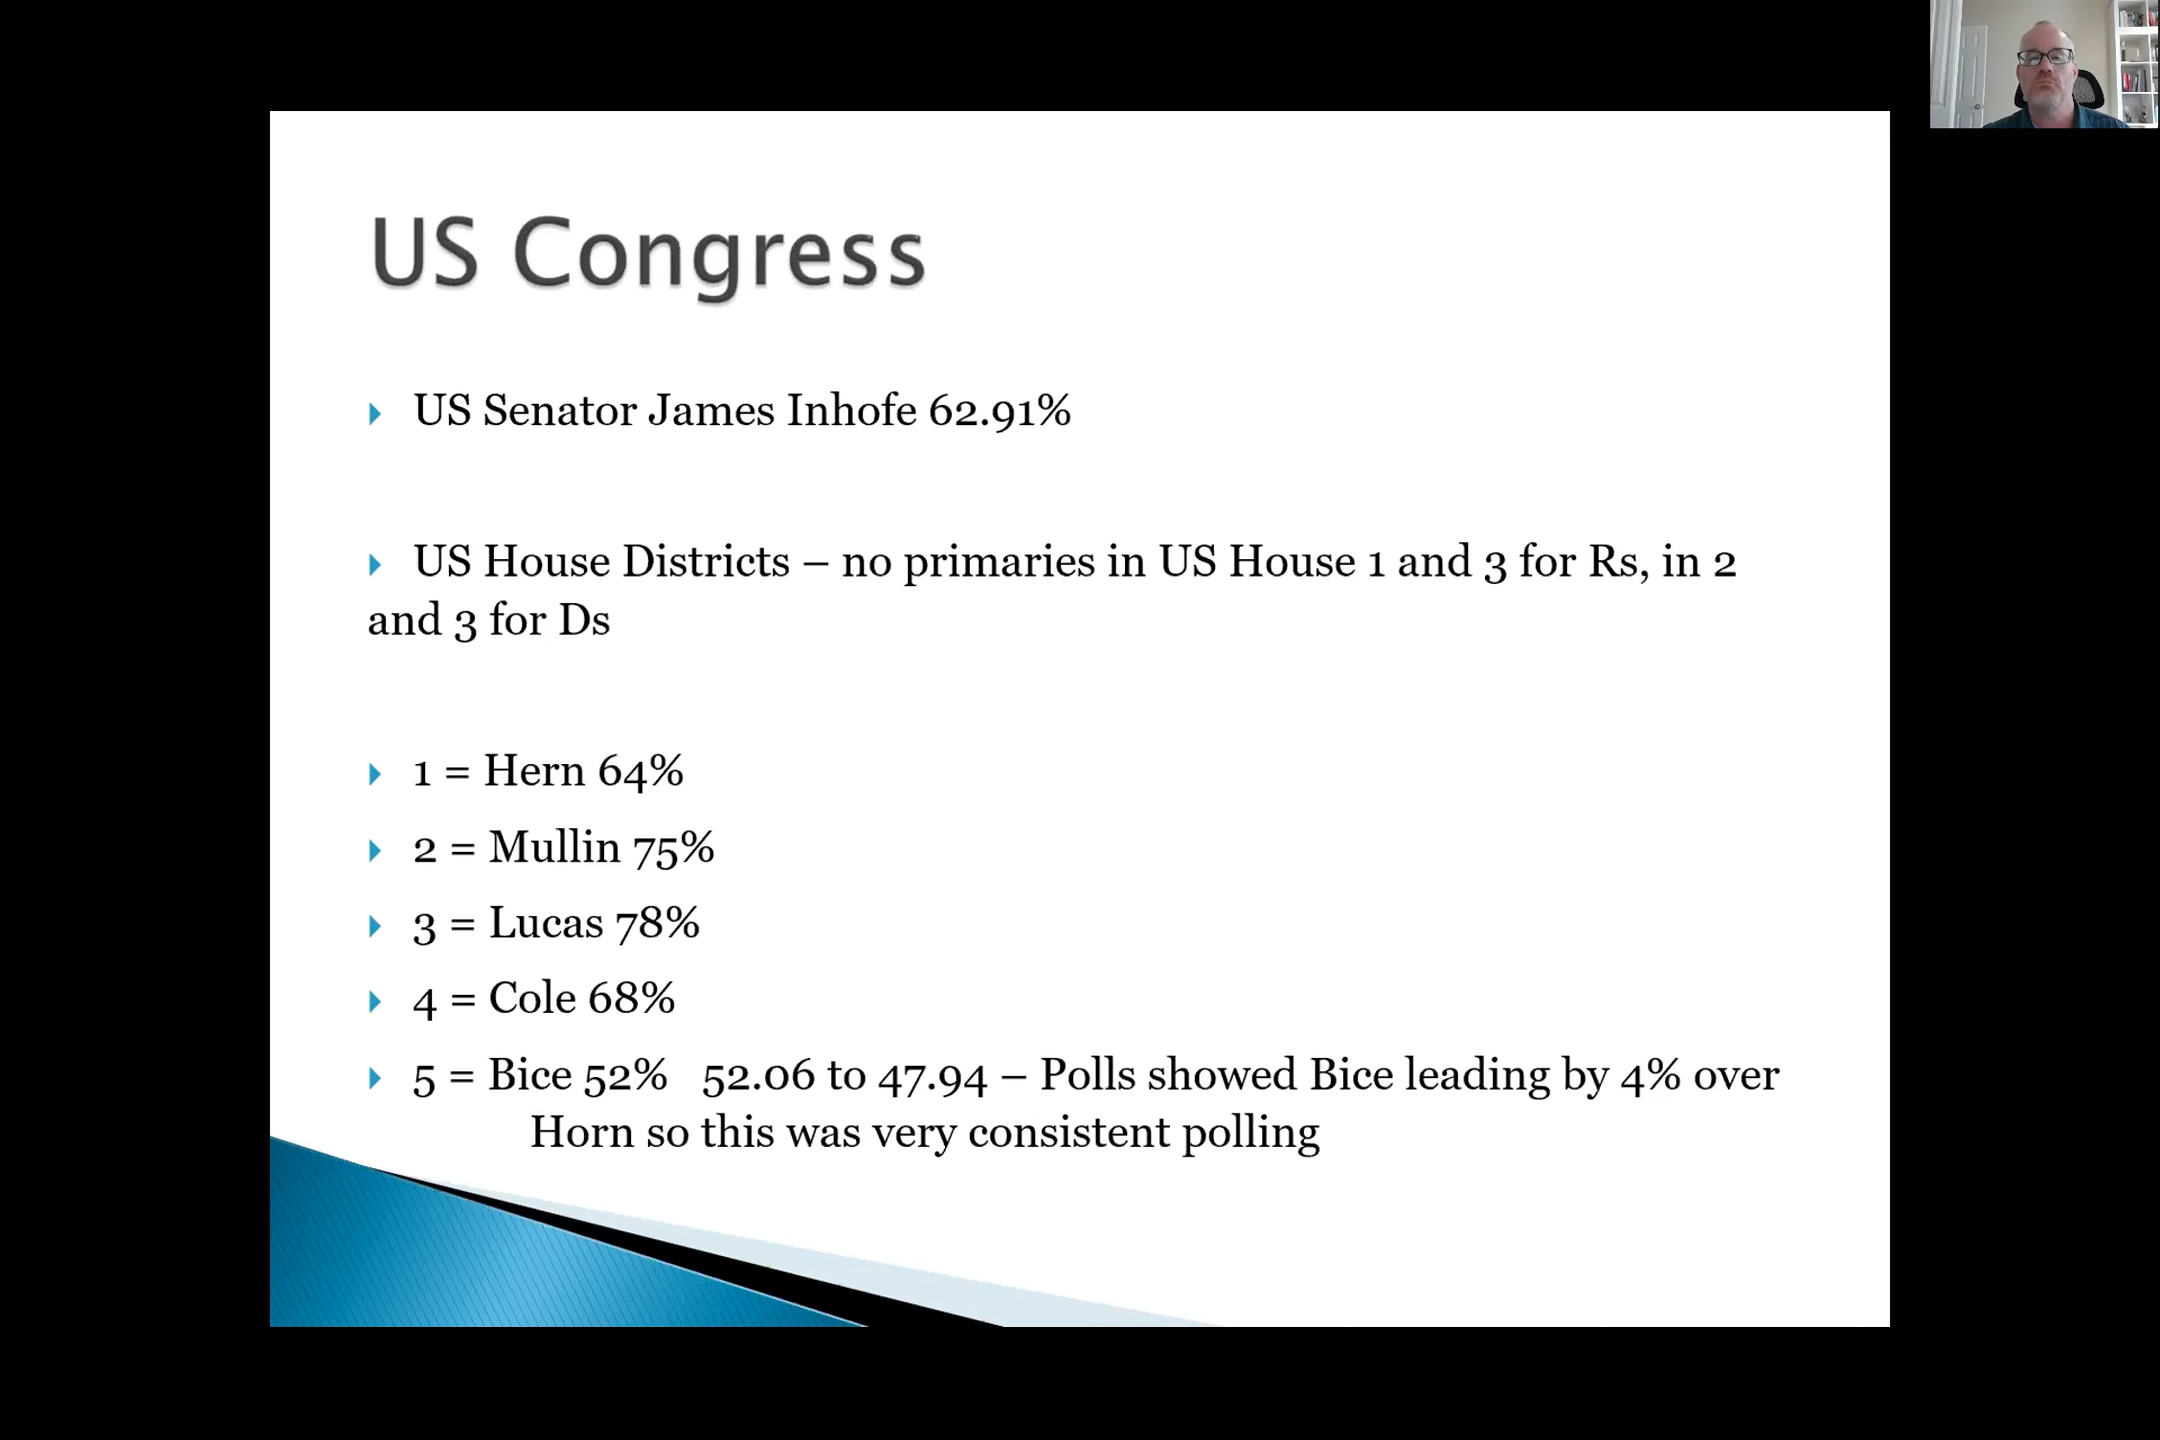 US Congress
US Senator James Inhofe 62.91%
US House Districts – no primaries in US House 1 and 3 for Rs, in 2
and 3 for Ds
1 = Hern 64%
2 = Mullin 75%
3 = Lucas 78%
4 = Cole 68%
5 = Bice 52% 52.06 to 47.94 – Polls showed Bice leading by 4% over
Horn so this was very consistent polling